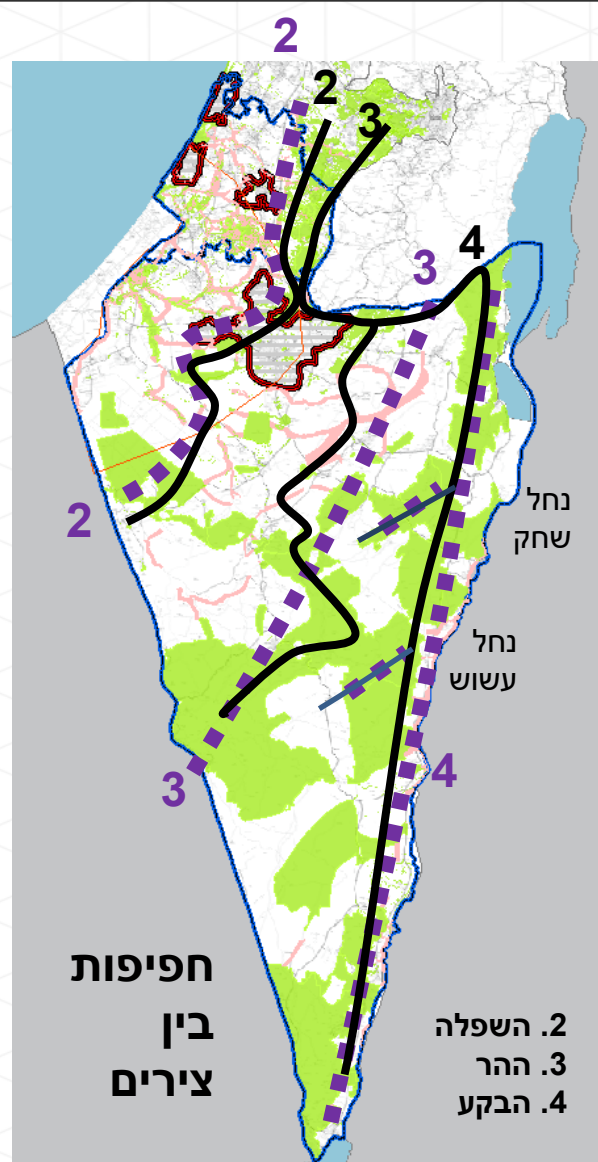 2
2
3
4
3
נחל
שחק
2
נחל
עשוש
4
3
חפיפות
בין
צירים
2. השפלה
3. ההר
4. הבקע